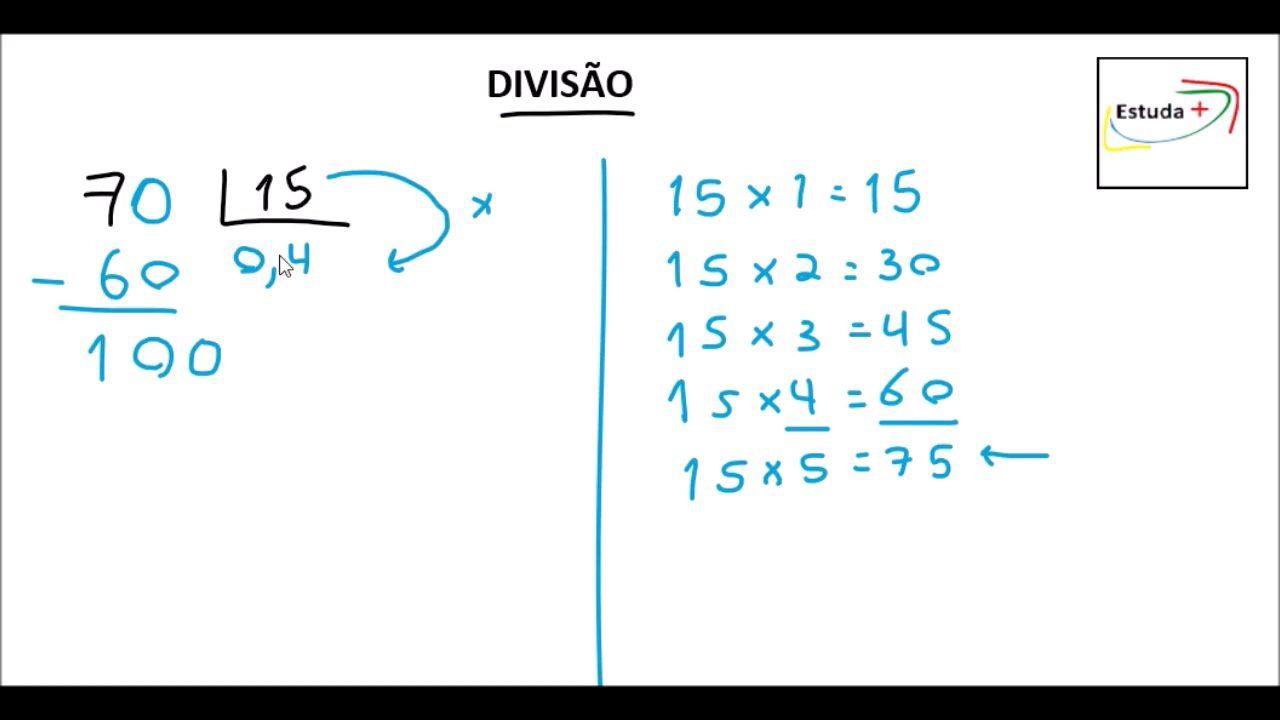 DIVISÃO
Estuda +
70 15
- 60 0,4
100
x
15 x 1 = 15
15 x 2 = 30
15 x 3 = 45
15 x 4 = 60
15 x 5 = 75 ←